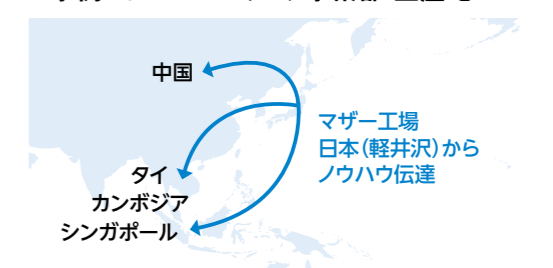 中国
マザー工場
日本(軽井沢)から
ノウハウ伝達
タイ
カンボジア
シンガポール